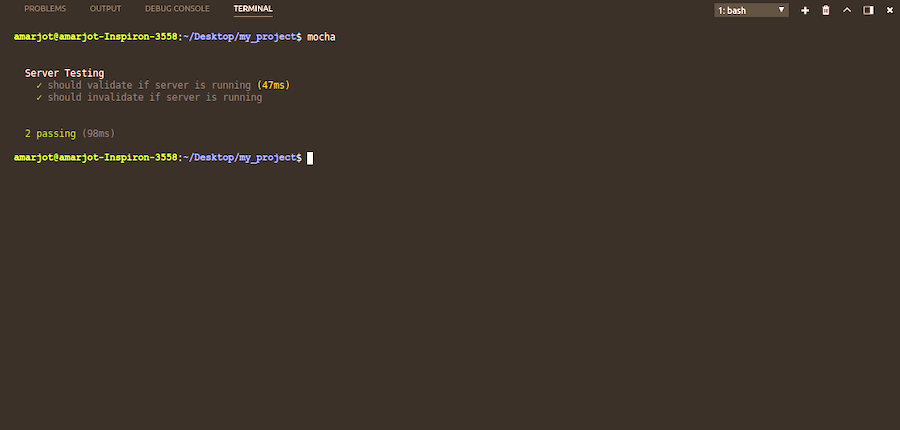 PROBLEMS OUTPUT DEBUG CONSOLE TERMINAL 1: bash
amarjot@amarjot-Inspiron-3558:~/Desktop/my_project$ mocha
Server Testing
✓ should validate if server is running (47ms)
✓ should invalidate if server is running
2 passing (98ms)
amarjot@amarjot-Inspiron-3558:~/Desktop/my_project$